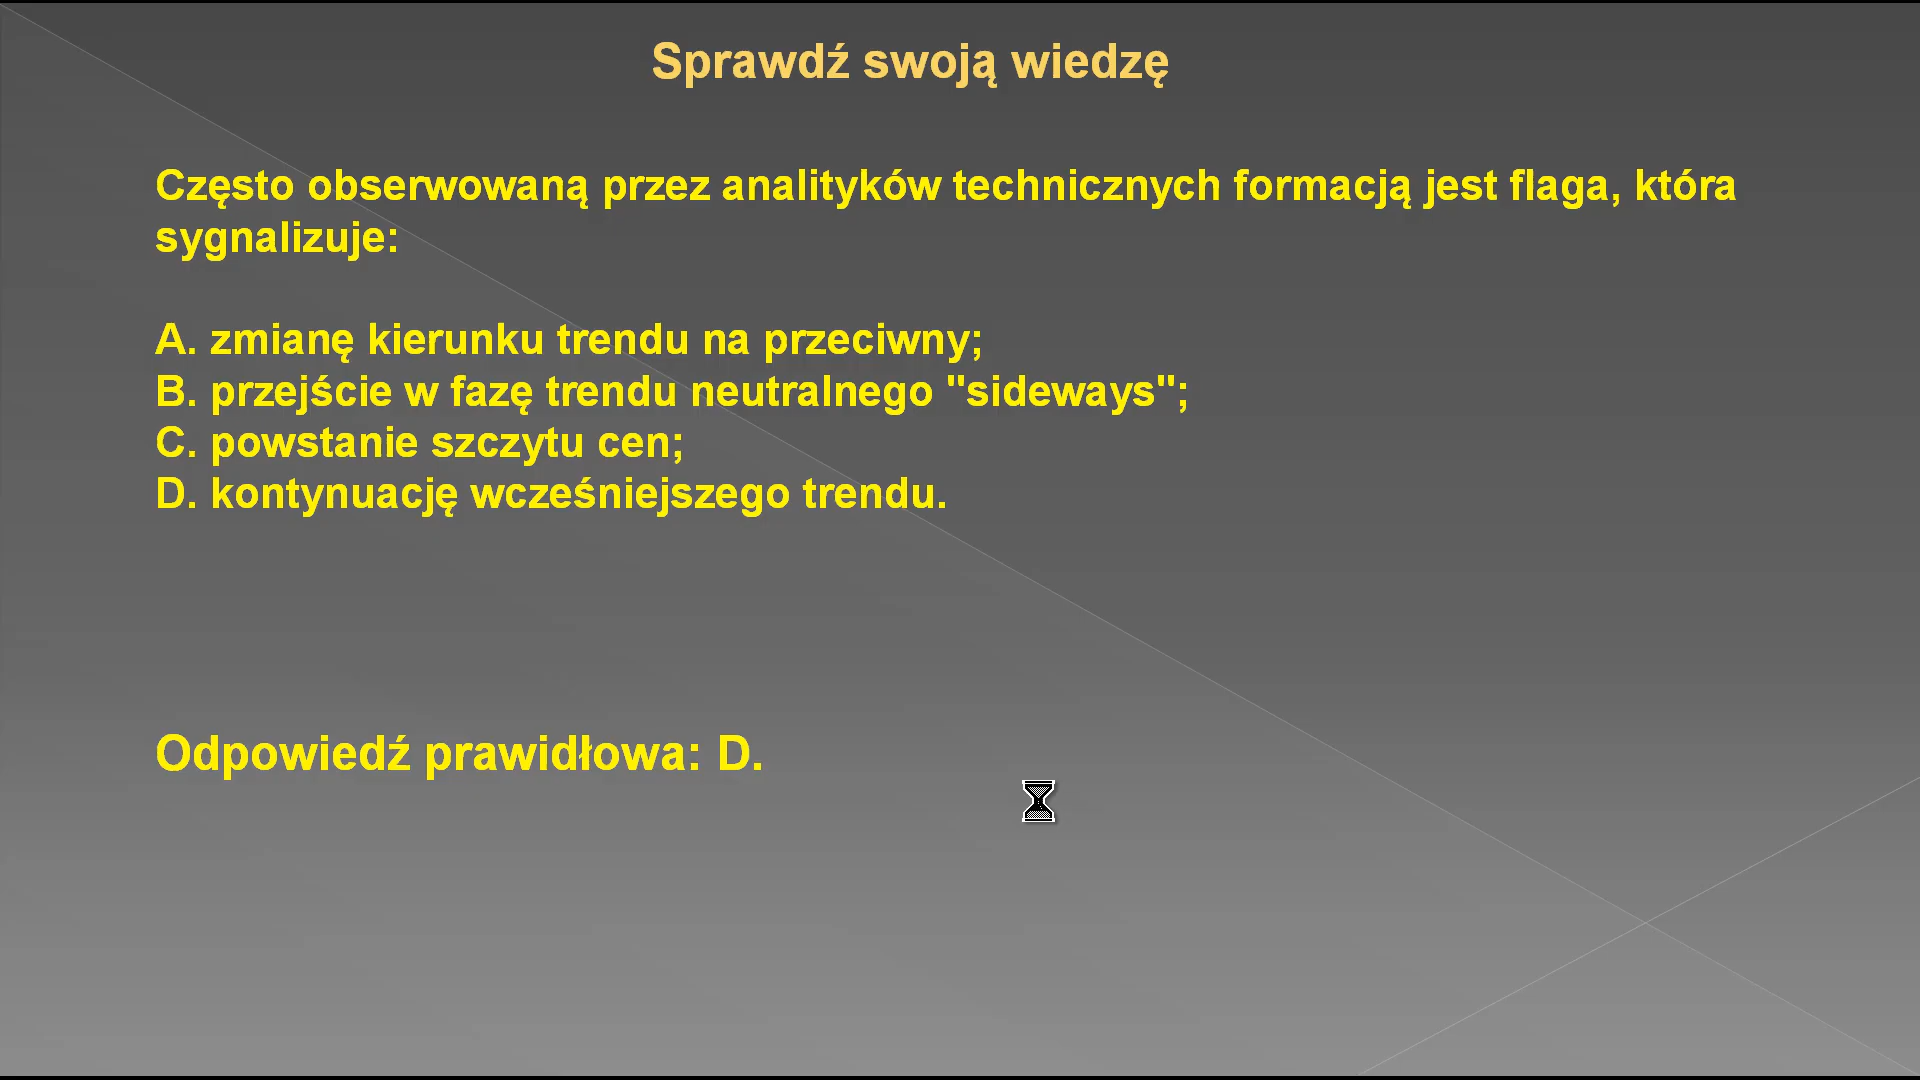 Sprawdź swoją wiedzę
Często obserwowaną przez analityków technicznych formacją jest flaga, która
sygnalizuje:
A. zmianę kierunku trendu na przeciwny;
B. przejście w fazę trendu neutralnego "sideways";
C. powstanie szczytu cen;
D. kontynuację wcześniejszego trendu.
Odpowiedź prawidłowa: D.